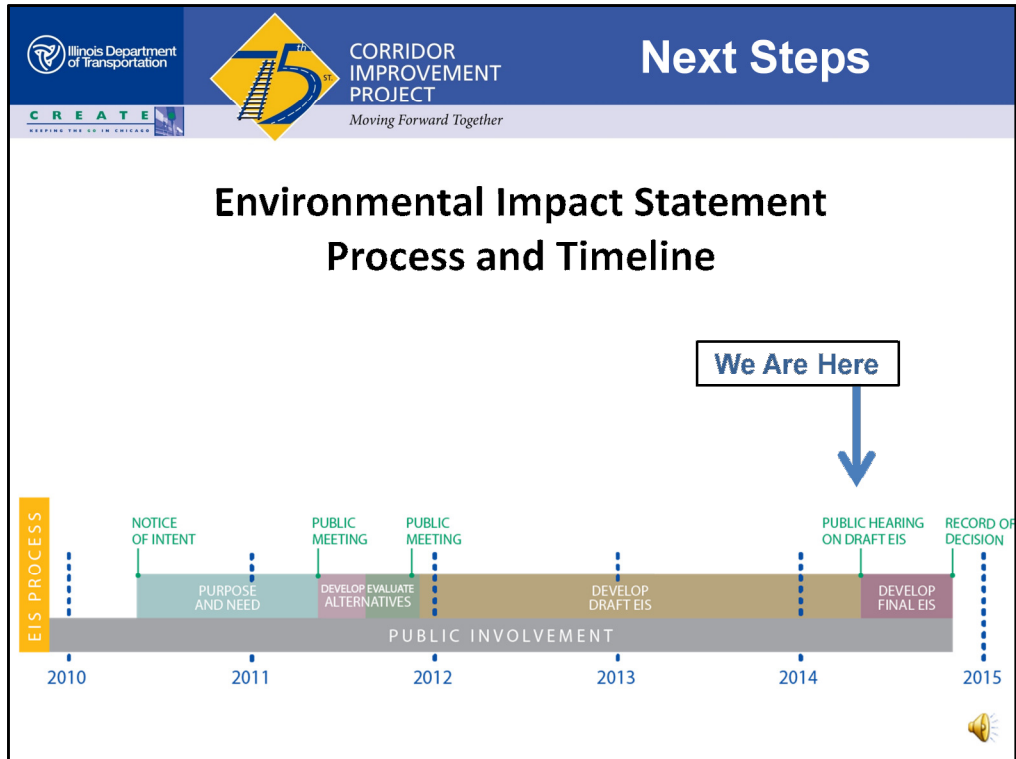 Illinois Department
of Transportation
CREATE
KEEPING THE GO IN CHICAGO
75th ST.
CORRIDOR
IMPROVEMENT
PROJECT
Moving Forward Together
Next Steps
Environmental Impact Statement
Process and Timeline
We Are Here
EIS PROCESS
NOTICE
OF INTENT
PUBLIC
MEETING
PUBLIC
MEETING
PUBLIC HEARING
ON DRAFT EIS
RECORD OF
DECISION
PURPOSE
AND NEED
DEVELOP EVALUATE
ALTERNATIVES
DEVELOP
DRAFT EIS
DEVELOP
FINAL EIS
PUBLIC INVOLVEMENT
2010 2011 2012 2013 2014 2015